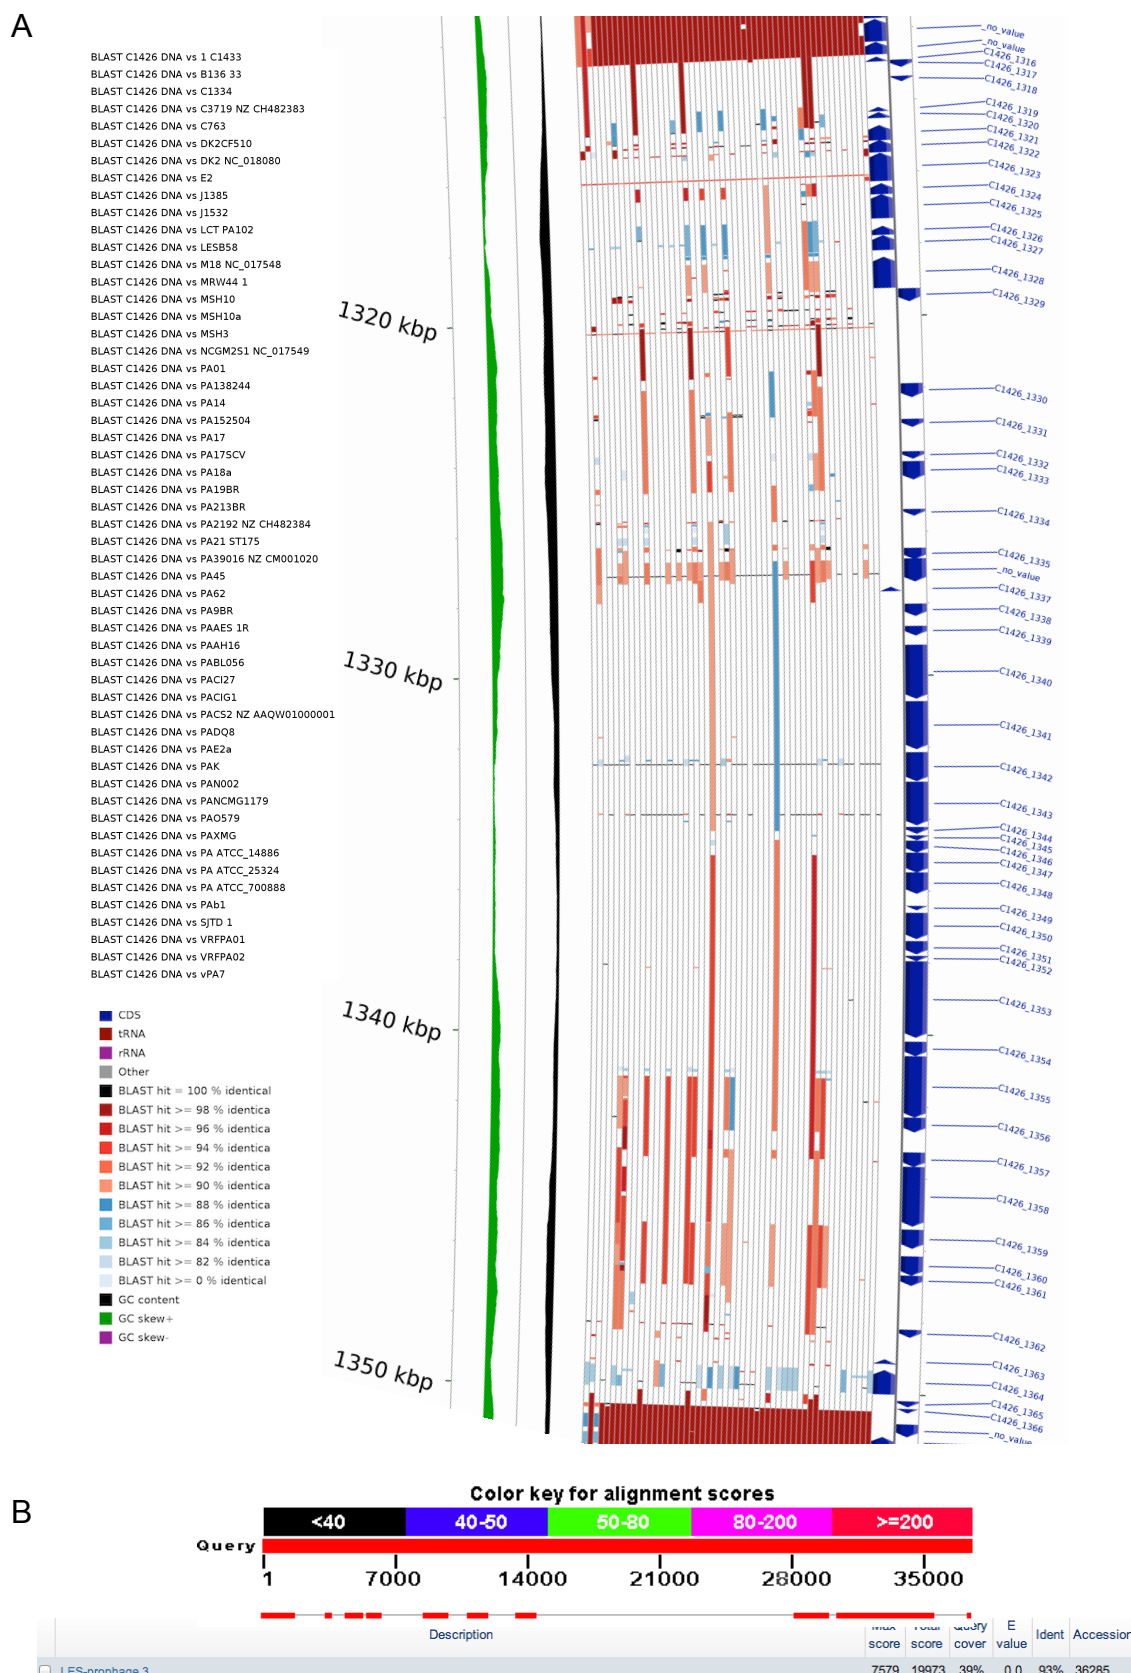 A
BLAST C1426 DNA vs 1 C1433
BLAST C1426 DNA vs B136 33
BLAST C1426 DNA vs C1334
BLAST C1426 DNA vs C3719 NZ CH482383
BLAST C1426 DNA vs C763
BLAST C1426 DNA vs DK2CF510
BLAST C1426 DNA vs DK2 NC_018080
BLAST C1426 DNA vs E2
BLAST C1426 DNA vs J1385
BLAST C1426 DNA vs J1532
BLAST C1426 DNA vs LCT PA102
BLAST C1426 DNA vs LESB58
BLAST C1426 DNA vs M18 NC_017548
BLAST C1426 DNA vs MRW44 1
BLAST C1426 DNA vs MSH10
BLAST C1426 DNA vs MSH10a
BLAST C1426 DNA vs MSH3
BLAST C1426 DNA vs NCGM2S1 NC_017549
BLAST C1426 DNA vs PA01
BLAST C1426 DNA vs PA138244
BLAST C1426 DNA vs PA14
BLAST C1426 DNA vs PA152504
BLAST C1426 DNA vs PA17
BLAST C1426 DNA vs PA17SCV
BLAST C1426 DNA vs PA18a
BLAST C1426 DNA vs PA19BR
BLAST C1426 DNA vs PA213BR
BLAST C1426 DNA vs PA2192 NZ CH482384
BLAST C1426 DNA vs PA21 ST175
BLAST C1426 DNA vs PA39016 NZ CM001020
BLAST C1426 DNA vs PA45
BLAST C1426 DNA vs PA62
BLAST C1426 DNA vs PA9BR
BLAST C1426 DNA vs PAAES 1R
BLAST C1426 DNA vs PAAH16
BLAST C1426 DNA vs PABL056
BLAST C1426 DNA vs PACI27
BLAST C1426 DNA vs PACIG1
BLAST C1426 DNA vs PACS2 NZ AAQW01000001
BLAST C1426 DNA vs PADQ8
BLAST C1426 DNA vs PAE2a
BLAST C1426 DNA vs PAK
BLAST C1426 DNA vs PAN002
BLAST C1426 DNA vs PANCMG1179
BLAST C1426 DNA vs PAO579
BLAST C1426 DNA vs PAXMG
BLAST C1426 DNA vs PA ATCC_14886
BLAST C1426 DNA vs PA ATCC_25324
BLAST C1426 DNA vs PA ATCC_700888
BLAST C1426 DNA vs PAb1
BLAST C1426 DNA vs SJTD 1
BLAST C1426 DNA vs VRFPA01
BLAST C1426 DNA vs VRFPA02
BLAST C1426 DNA vs vPA7
CDS
tRNA
rRNA
Other
BLAST hit = 100 % identical
BLAST hit >= 98 % identica
BLAST hit >= 96 % identica
BLAST hit >= 94 % identica
BLAST hit >= 92 % identica
BLAST hit >= 90 % identica
BLAST hit >= 88 % identica
BLAST hit >= 86 % identica
BLAST hit >= 84 % identica
BLAST hit >= 82 % identica
BLAST hit >= 0 % identical
GC content
GC skew+
GC skew-
1320 kbp
1330 kbp
1340 kbp
1350 kbp
_no_value
_no_value
C1426_1316
C1426_1317
C1426_1318
C1426_1319
C1426_1320
C1426_1321
C1426_1322
C1426_1323
C1426_1324
C1426_1325
C1426_1326
C1426_1327
C1426_1328
C1426_1329
C1426_1330
C1426_1331
C1426_1332
C1426_1333
C1426_1334
C1426_1335
_no_value
C1426_1337
C1426_1338
C1426_1339
C1426_1340
C1426_1341
C1426_1342
C1426_1343
C1426_1344
C1426_1345
C1426_1346
C1426_1347
C1426_1348
C1426_1349
C1426_1350
C1426_1351
C1426_1352
C1426_1353
C1426_1354
C1426_1355
C1426_1356
C1426_1357
C1426_1358
C1426_1359
C1426_1360
C1426_1361
C1426_1362
C1426_1363
C1426_1364
C1426_1365
C1426_1366
_no_value
B
Color key for alignment scores
<40 40-50 50-80 80-200 >=200
Query
1 7000 14000 21000 28000 35000
Description Max score Total score Query cover E value Ident Accession
LES-prophage 3 7579 19973 39% 0.0 93% 36285